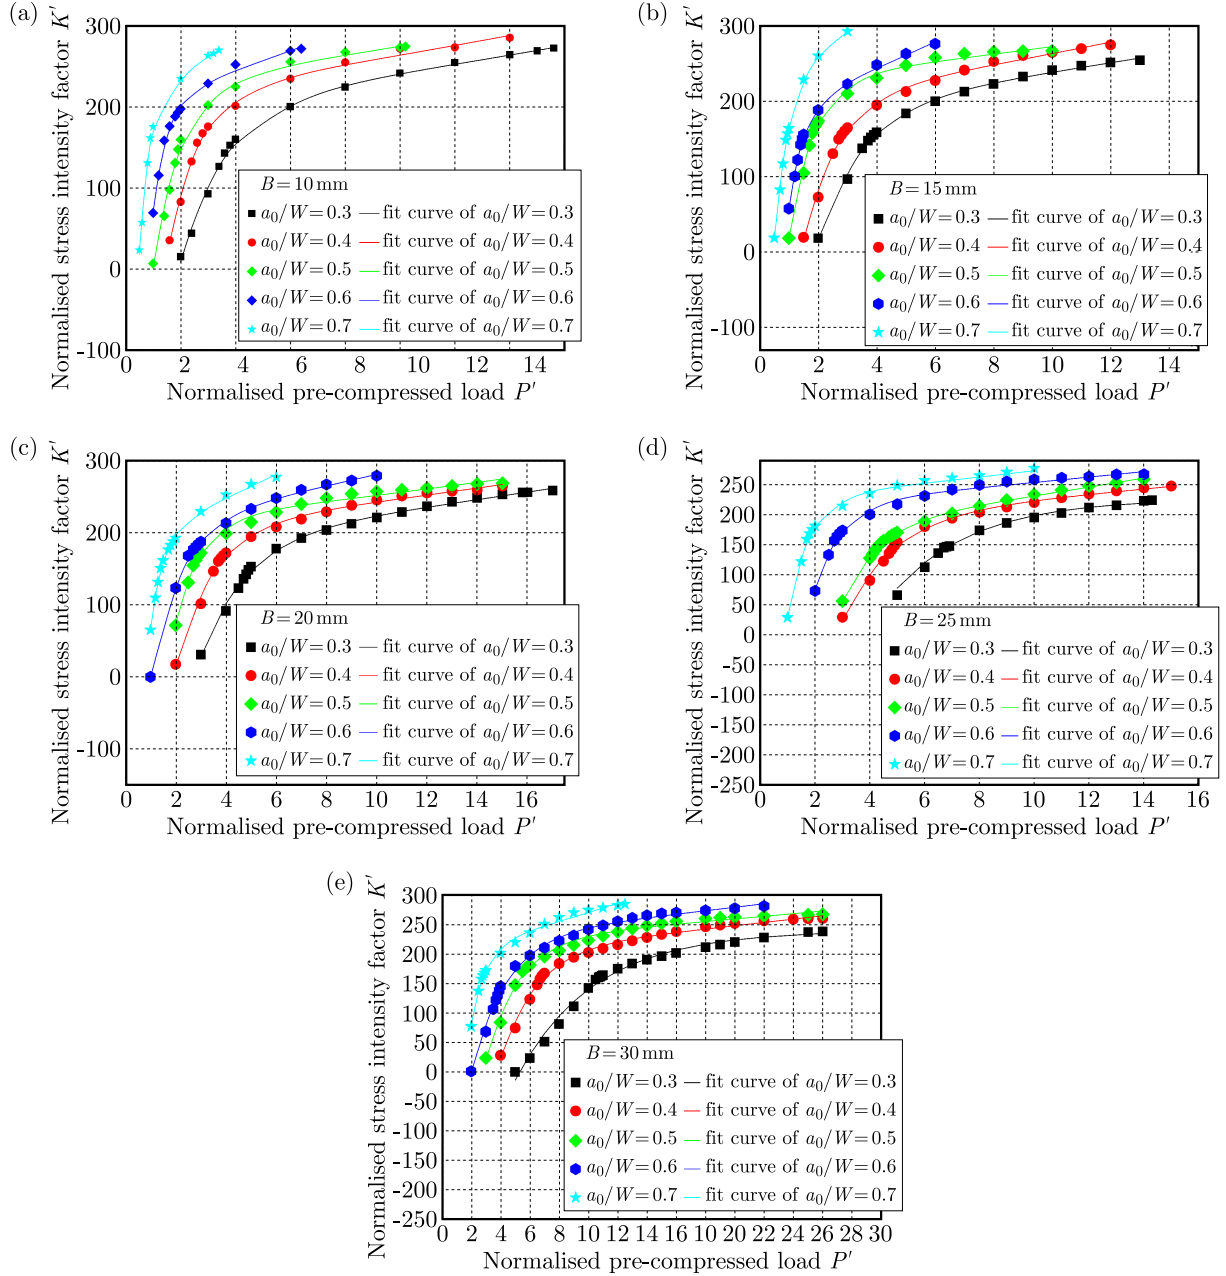 (a)
Normalised stress intensity factor K′
300
200
100
0
-100
0 2 4 6 8 10 12 14
Normalised pre-compressed load P′
B = 10 mm
a₀/W = 0.3 — fit curve of a₀/W = 0.3
a₀/W = 0.4 — fit curve of a₀/W = 0.4
a₀/W = 0.5 — fit curve of a₀/W = 0.5
a₀/W = 0.6 — fit curve of a₀/W = 0.6
a₀/W = 0.7 — fit curve of a₀/W = 0.7
(b)
Normalised stress intensity factor K′
300
200
100
0
-100
0 2 4 6 8 10 12 14
Normalised pre-compressed load P′
B = 15 mm
a₀/W = 0.3 — fit curve of a₀/W = 0.3
a₀/W = 0.4 — fit curve of a₀/W = 0.4
a₀/W = 0.5 — fit curve of a₀/W = 0.5
a₀/W = 0.6 — fit curve of a₀/W = 0.6
a₀/W = 0.7 — fit curve of a₀/W = 0.7
(c)
Normalised stress intensity factor K′
300
200
100
0
-100
0 2 4 6 8 10 12 14 16
Normalised pre-compressed load P′
B = 20 mm
a₀/W = 0.3 — fit curve of a₀/W = 0.3
a₀/W = 0.4 — fit curve of a₀/W = 0.4
a₀/W = 0.5 — fit curve of a₀/W = 0.5
a₀/W = 0.6 — fit curve of a₀/W = 0.6
a₀/W = 0.7 — fit curve of a₀/W = 0.7
(d)
Normalised stress intensity factor K′
250
200
150
100
50
0
-50
-100
-150
-200
-250
0 2 4 6 8 10 12 14 16
Normalised pre-compressed load P′
B = 25 mm
a₀/W = 0.3 — fit curve of a₀/W = 0.3
a₀/W = 0.4 — fit curve of a₀/W = 0.4
a₀/W = 0.5 — fit curve of a₀/W = 0.5
a₀/W = 0.6 — fit curve of a₀/W = 0.6
a₀/W = 0.7 — fit curve of a₀/W = 0.7
(e)
Normalised stress intensity factor K′
300
250
200
150
100
50
0
-50
-100
-150
-200
-250
0 2 4 6 8 10 12 14 16 18 20 22 24 26 28 30
Normalised pre-compressed load P′
B = 30 mm
a₀/W = 0.3 — fit curve of a₀/W = 0.3
a₀/W = 0.4 — fit curve of a₀/W = 0.4
a₀/W = 0.5 — fit curve of a₀/W = 0.5
a₀/W = 0.6 — fit curve of a₀/W = 0.6
a₀/W = 0.7 — fit curve of a₀/W = 0.7